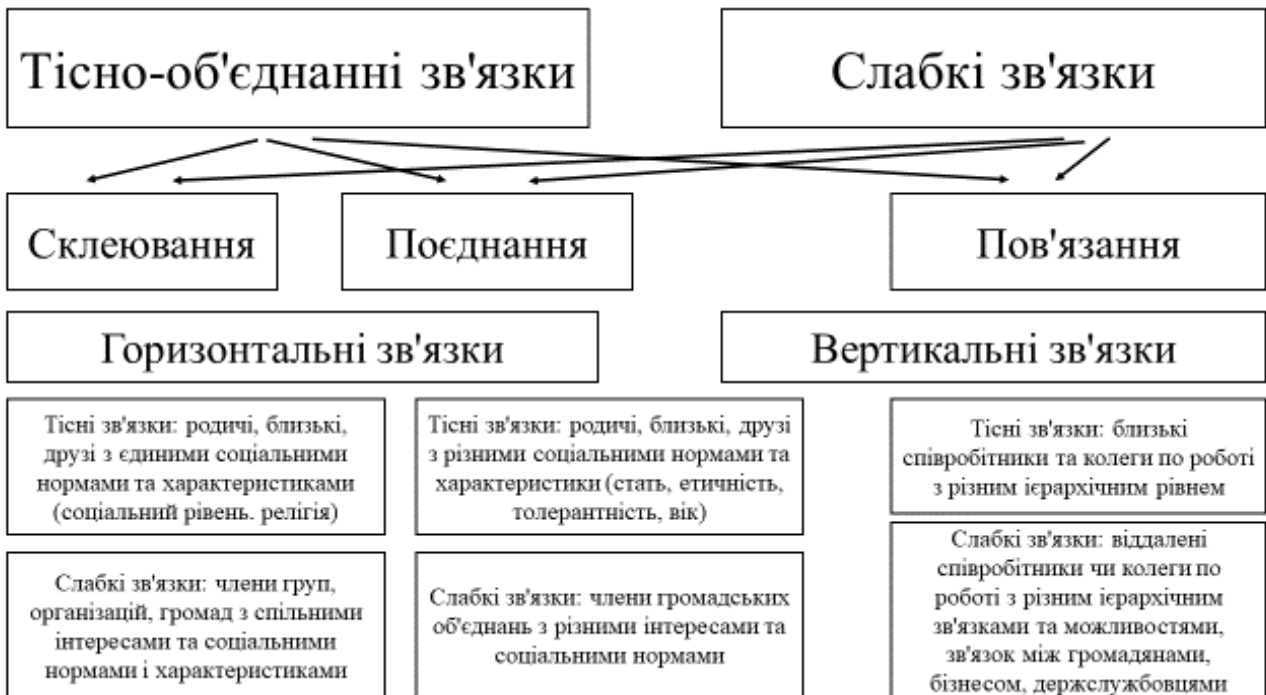 Тісно-об'єднанні зв'язки
Слабкі зв'язки
Склеювання
Поєднання
Пов'язання
Горизонтальні зв'язки
Вертикальні зв'язки
Тісні зв'язки: родичі, близькі,
друзі з єдиними соціальними
нормами та характеристиками
(соціальний рівень. релігія)
Тісні зв'язки: родичі, близькі, друзі
з різними соціальними нормами та
характеристики (стать, етичність,
толерантність, вік)
Тісні зв'язки: близькі
співробітники та колеги по роботі
з різним ієрархічним рівнем
Слабкі зв'язки: члени груп,
організацій, громад з спільними
інтересами та соціальними
нормами і характеристиками
Слабкі зв'язки: члени громадських
об'єднань з різними інтересами та
соціальними нормами
Слабкі зв'язки: віддалені
співробітники чи колеги по
роботі з різним ієрархічним
зв'язками та можливостями,
зв'язок між громадянами,
бізнесом, держслужбовцями